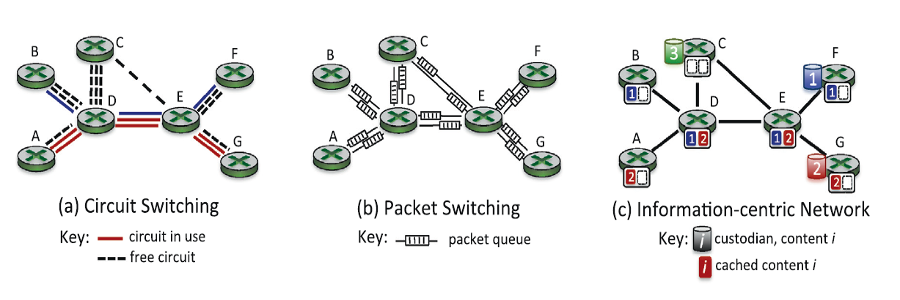 B
C
F
D
E
A
G
(a) Circuit Switching
Key:
circuit in use
free circuit
C
B
F
D
E
A
G
(b) Packet Switching
Key:
packet queue
3
C
B
F
1
1
1
D
E
A
1 2
1 2
G
2
2
2
(c) Information-centric Network
Key:
i
custodian, content i
i
cached content i